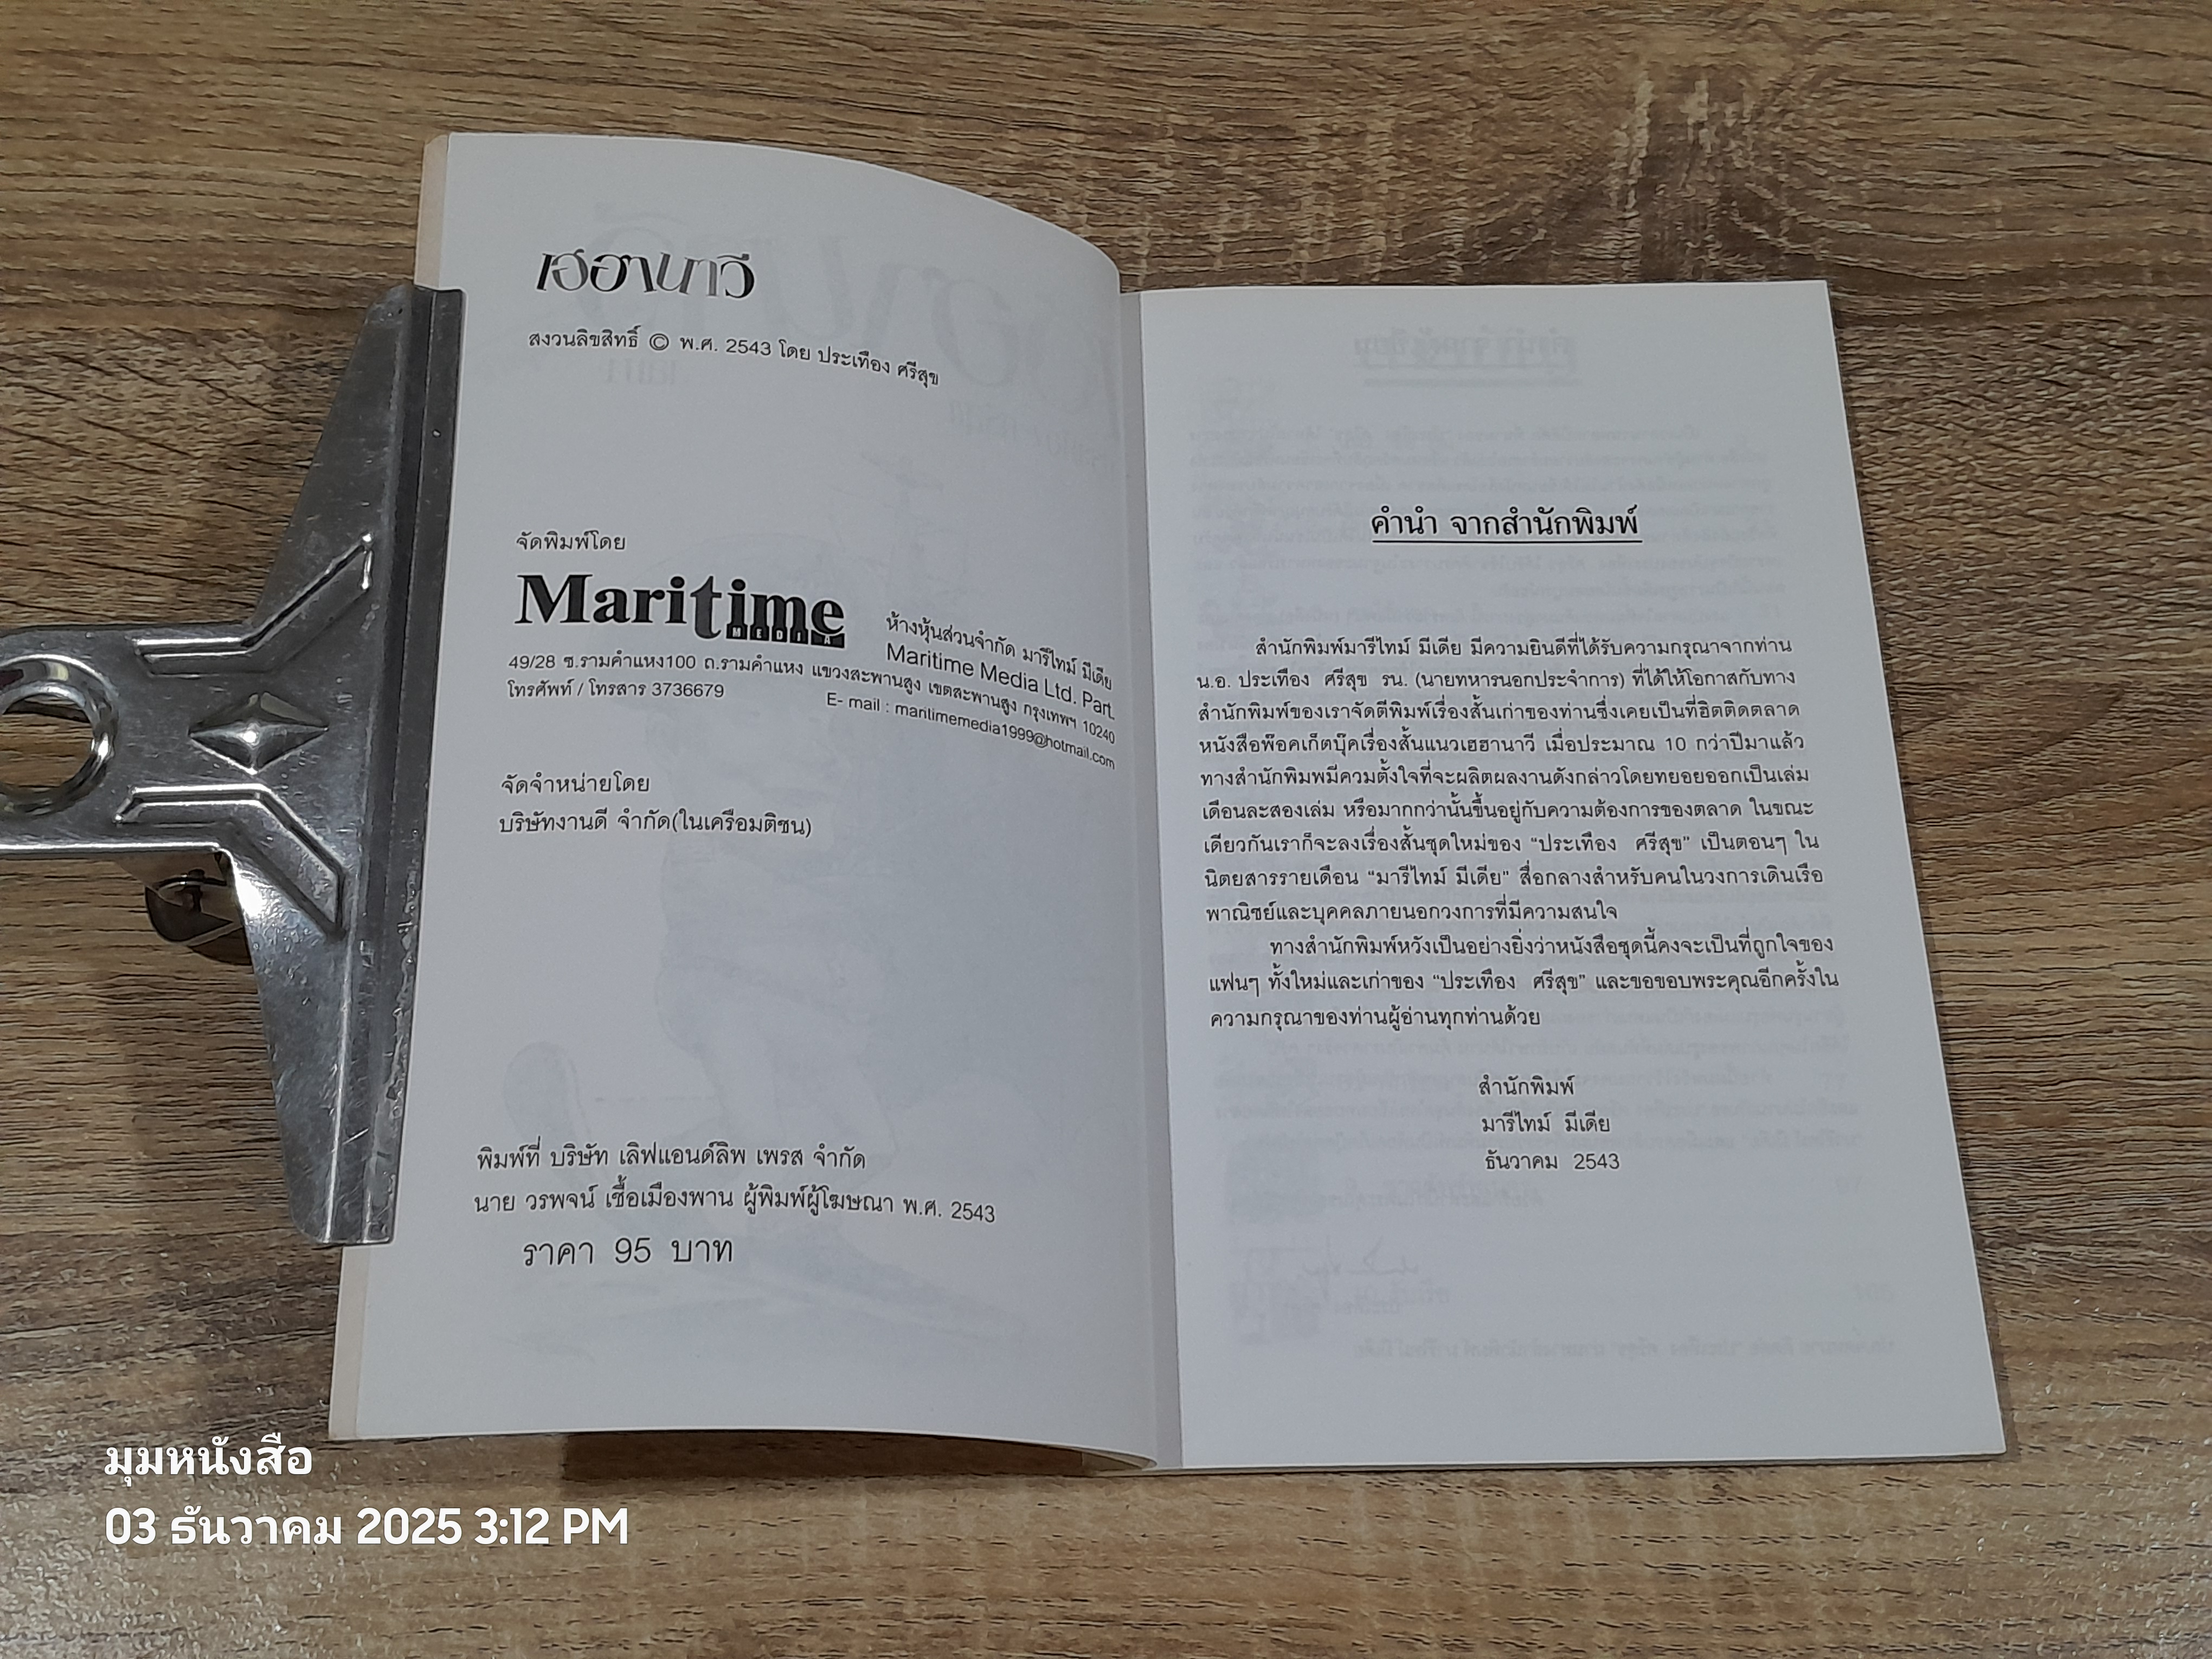 เฮฮานาวี
สงวนลิขสิทธิ์ © พ.ศ. 2543 โดย ประเทือง ศรีสุข
จัดพิมพ์โดย
Maritime
MEDIA
ห้างหุ้นส่วนจำกัด มารีไทม์ มีเดีย
Maritime Media Ltd. Part.
49/28 ซ.รามคำแหง100 ถ.รามคำแหง แขวงสะพานสูง เขตสะพานสูง กรุงเทพฯ 10240
โทรศัพท์ / โทรสาร 3736679
E- mail : maritimemedia1999@hotmail.com
จัดจำหน่ายโดย
บริษัทงานดี จำกัด(ในเครือมติชน)
พิมพ์ที่ บริษัท เลิฟแอนด์ลิพ เพรส จำกัด
นาย วรพจน์ เชื้อเมืองพาน ผู้พิมพ์ผู้โฆษณา พ.ศ. 2543
ราคา 95 บาท
คำนำ จากสำนักพิมพ์
สำนักพิมพ์มารีไทม์ มีเดีย มีความยินดีที่ได้รับความกรุณาจากท่าน
น.อ. ประเทือง ศรีสุข รน. (นายทหารนอกประจำการ) ที่ได้ให้โอกาสกับทาง
สำนักพิมพ์ของเราจัดตีพิมพ์เรื่องสั้นเก่าของท่านซึ่งเคยเป็นที่ฮิตติดตลาด
หนังสือพ๊อคเก็ตบุ๊คเรื่องสั้นแนวเฮฮานาวี เมื่อประมาณ 10 กว่าปีมาแล้ว
ทางสำนักพิมพมีควมตั้งใจที่จะผลิตผลงานดังกล่าวโดยทยอยออกเป็นเล่ม
เดือนละสองเล่ม หรือมากกว่านั้นขึ้นอยู่กับความต้องการของตลาด ในขณะ
เดียวกันเราก็จะลงเรื่องสั้นชุดใหม่ของ “ประเทือง ศรีสุข” เป็นตอนๆ ใน
นิตยสารรายเดือน “มารีไทม์ มีเดีย” สื่อกลางสำหรับคนในวงการเดินเรือ
พาณิชย์และบุคคลภายนอกวงการที่มีความสนใจ
ทางสำนักพิมพ์หวังเป็นอย่างยิ่งว่าหนังสือชุดนี้คงจะเป็นที่ถูกใจของ
แฟนๆ ทั้งใหม่และเก่าของ “ประเทือง ศรีสุข” และขอขอบพระคุณอีกครั้งใน
ความกรุณาของท่านผู้อ่านทุกท่านด้วย
สำนักพิมพ์
มารีไทม์ มีเดีย
ธันวาคม 2543
มุมหนังสือ
03 ธันวาคม 2025 3:12 PM